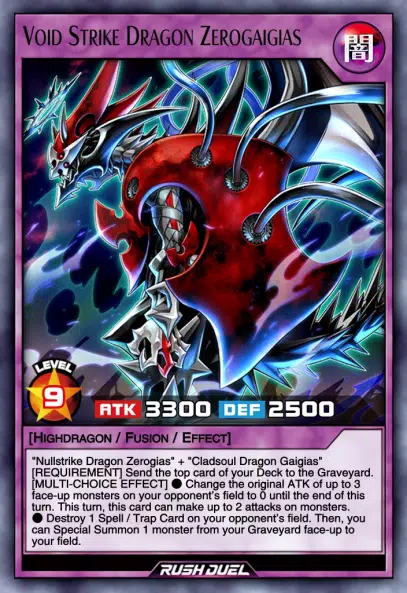 VOID STRIKE DRAGON ZEROGAIGIAS
闇
LEVEL
9
ATK 3300 DEF 2500
[Highdragon / Fusion / Effect]
"Nullstrike Dragon Zerogias" + "Cladsoul Dragon Gaigias"
[REQUIREMENT] Send the top card of your Deck to the Graveyard.
[MULTI-CHOICE EFFECT] ● Change the original ATK of up to 3
face-up monsters on your opponent's field to 0 until the end of this
turn. This turn, this card can make up to 2 attacks on monsters.
● Destroy 1 Spell / Trap Card on your opponent's field. Then, you
can Special Summon 1 monster from your Graveyard face-up to
your field.
RUSH DUEL